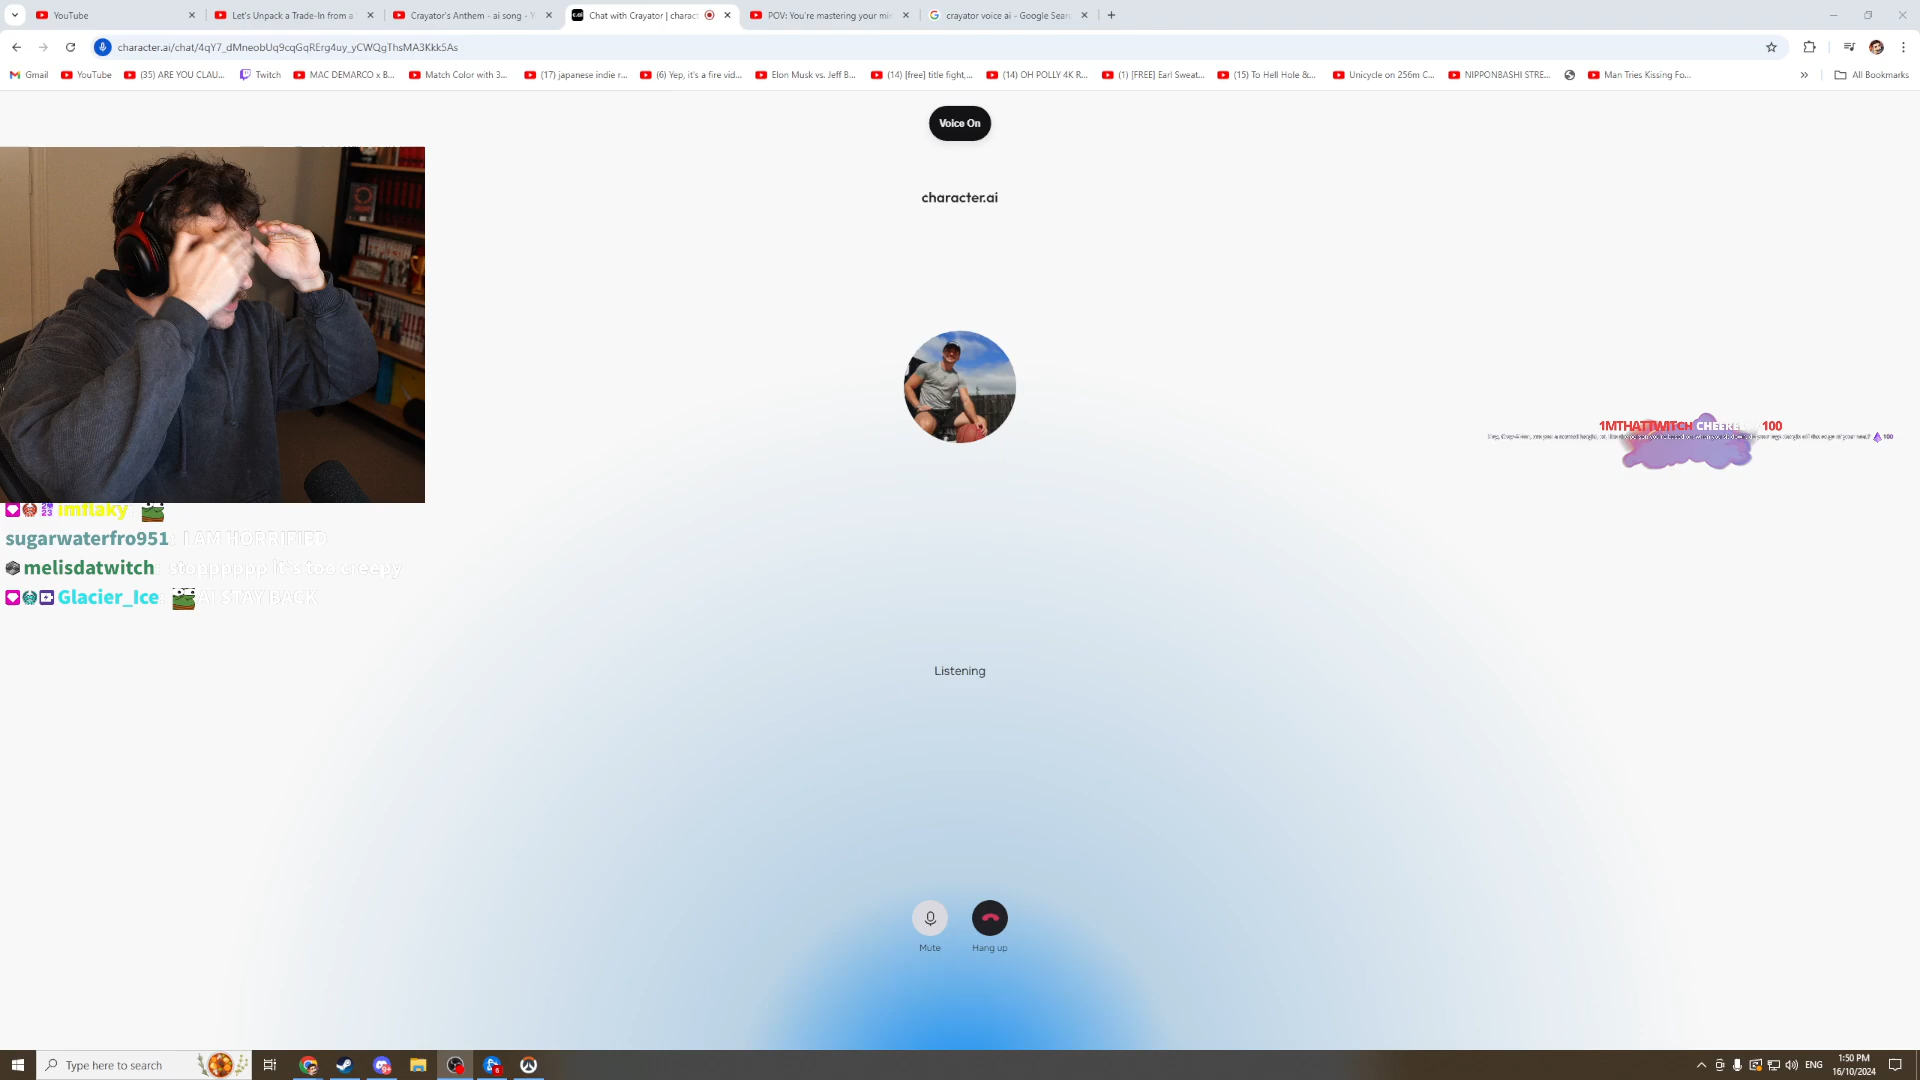 YouTube
Let's Unpack a Trade-In from a
Crayator's Anthem - ai song - Y
Chat with Crayator | charact
POV: You're mastering your min
crayator voice ai - Google Sear
character.ai/chat/4qY7_dMneobUq9cqGqRErg4uy_yCWQgThsMA3Kkk5As
Gmail
YouTube
(35) ARE YOU CLAU...
Twitch
MAC DEMARCO x B...
Match Color with 3...
(17) japanese indie r...
(6) Yep, it's a fire vid...
Elon Musk vs. Jeff B...
(14) [free] title fight,...
(14) OH POLLY 4K R...
(1) [FREE] Earl Sweat...
(15) To Hell Hole &...
Unicycle on 256m C...
NIPPONBASHI STRE...
Man Tries Kissing Fo...
All Bookmarks
Voice On
character.ai
1MTHATTWITCH CHEERED 100
100
imflaky:
sugarwaterfro951: I AM HORRIFIED
melisdatwitch: stopppppp it's too creepy
Glacier_Ice: AI STAY BACK
Listening
Mute
Hang up
Type here to search
ENG
1:50 PM
16/10/2024